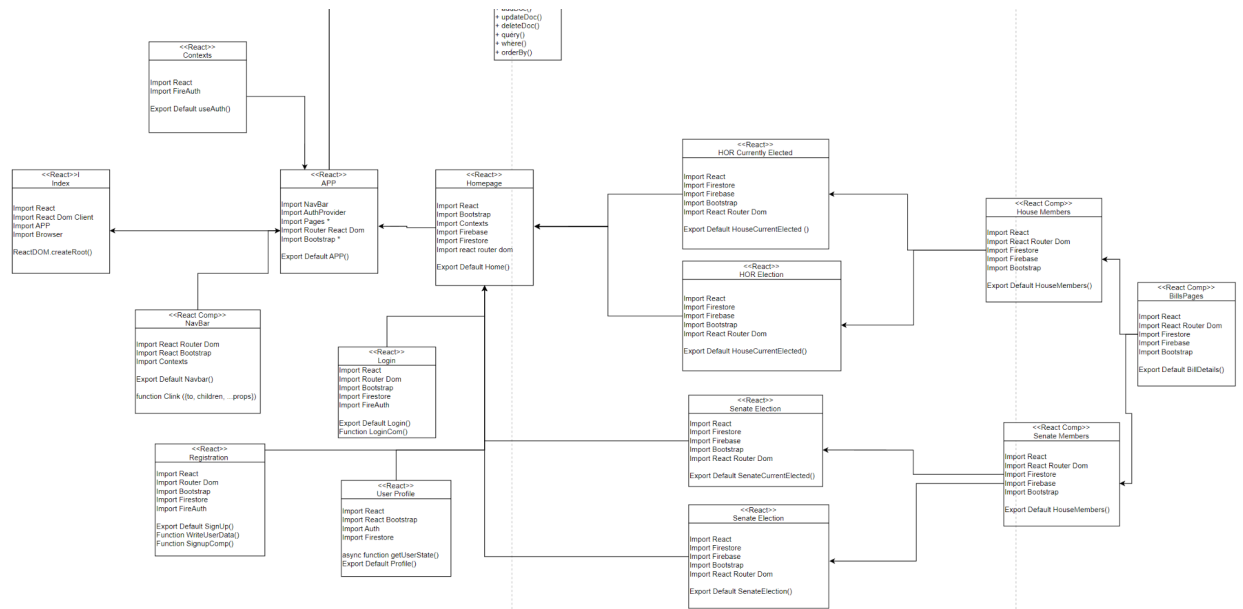 + updateDoc()
+ deleteDoc()
+ query()
+ where()
+ orderBy()
<<React>>
Contexts
Import React
Import FireAuth
Export Default useAuth()
<<React>>I
Index
Import React
Import React Dom Client
Import APP
Import Browser
ReactDOM.createRoot()
<<React>>
APP
Import NavBar
Import AuthProvider
Import Pages *
Import Router React Dom
Import Bootstrap *
Export Default APP()
<<React>>
Homepage
Import React
Import Bootstrap
Import Contexts
Import Firebase
Import Firestore
Import react router dom
Export Default Home()
<<React>>
HOR Currently Elected
Import React
Import Firestore
Import Firebase
Import Bootstrap
Import React Router Dom
Export Default HouseCurrentElected ()
<<React>>
HOR Election
Import React
Import Firestore
Import Firebase
Import Bootstrap
Import React Router Dom
Export Default HouseCurrentElected()
<<React Comp>>
House Members
Import React
Import React Router Dom
Import Firestore
Import Firebase
Import Bootstrap
Export Default HouseMembers()
<<React Comp>>
BillsPages
Import React
Import React Router Dom
Import Firestore
Import Firebase
Import Bootstrap
Export Default BillDetails()
<<React Comp>>
NavBar
Import React Router Dom
Import React Bootstrap
Import Contexts
Export Default Navbar()
function Clink ({to, children, ...props})
<<React>>
Login
Import React
Import Router Dom
Import Bootstrap
Import Firestore
Import FireAuth
Export Default Login()
Function LoginCom()
<<React>>
Senate Election
Import React
Import Firestore
Import Firebase
Import Bootstrap
Import React Router Dom
Export Default SenateCurrentElected()
<<React Comp>>
Senate Members
Import React
Import React Router Dom
Import Firestore
Import Firebase
Import Bootstrap
Export Default HouseMembers()
<<React>>
Registration
Import React
Import Router Dom
Import Bootstrap
Import Firestore
Import FireAuth
Export Default SignUp()
Function WriteUserData()
Function SignupComp()
<<React>>
User Profile
Import React
Import React Bootstrap
Import Auth
Import Firestore
async function getUserState()
Export Default Profile()
<<React>>
Senate Election
Import React
Import Firestore
Import Firebase
Import Bootstrap
Import React Router Dom
Export Default SenateElection()